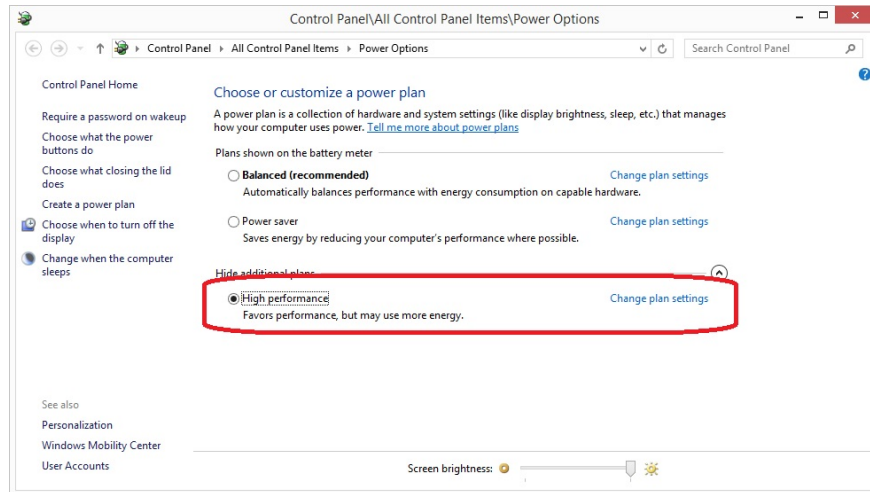 Control Panel\All Control Panel Items\Power Options
Control Panel All Control Panel Items Power Options
Search Control Panel
Control Panel Home
Require a password on wakeup
Choose what the power
buttons do
Choose what closing the lid
does
Create a power plan
Choose when to turn off the
display
Change when the computer
sleeps
See also
Personalization
Windows Mobility Center
User Accounts
Choose or customize a power plan
A power plan is a collection of hardware and system settings (like display brightness, sleep, etc.) that manages
how your computer uses power. Tell me more about power plans
Plans shown on the battery meter
Balanced (recommended) Change plan settings
Automatically balances performance with energy consumption on capable hardware.
Power saver Change plan settings
Saves energy by reducing your computer's performance where possible.
Hide additional plans
High performance Change plan settings
Favors performance, but may use more energy.
Screen brightness: